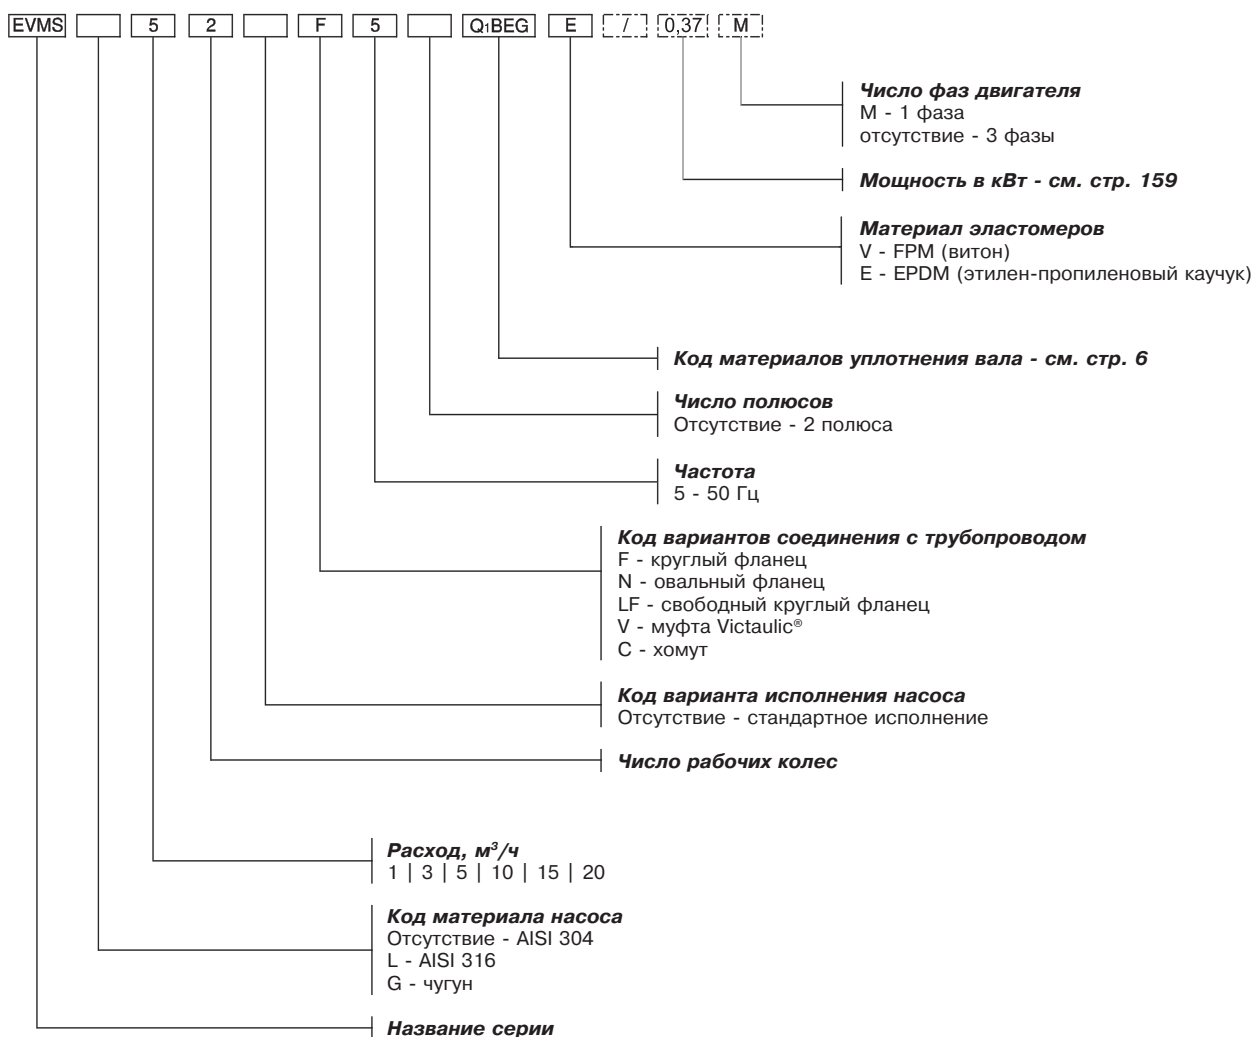 EVMS 5 2 F 5 Q1BEG E / 0,37 M
Число фаз двигателя
M - 1 фаза
отсутствие - 3 фазы
Мощность в кВт - см. стр. 159
Материал эластомеров
V - FPM (витон)
E - EPDM (этилен-пропиленовый каучук)
Код материалов уплотнения вала - см. стр. 6
Число полюсов
Отсутствие - 2 полюса
Частота
5 - 50 Гц
Код вариантов соединения с трубопроводом
F - круглый фланец
N - овальный фланец
LF - свободный круглый фланец
V - муфта Victaulic®
C - хомут
Код варианта исполнения насоса
Отсутствие - стандартное исполнение
Число рабочих колес
Расход, м³/ч
1 | 3 | 5 | 10 | 15 | 20
Код материала насоса
Отсутствие - AISI 304
L - AISI 316
G - чугун
Название серии